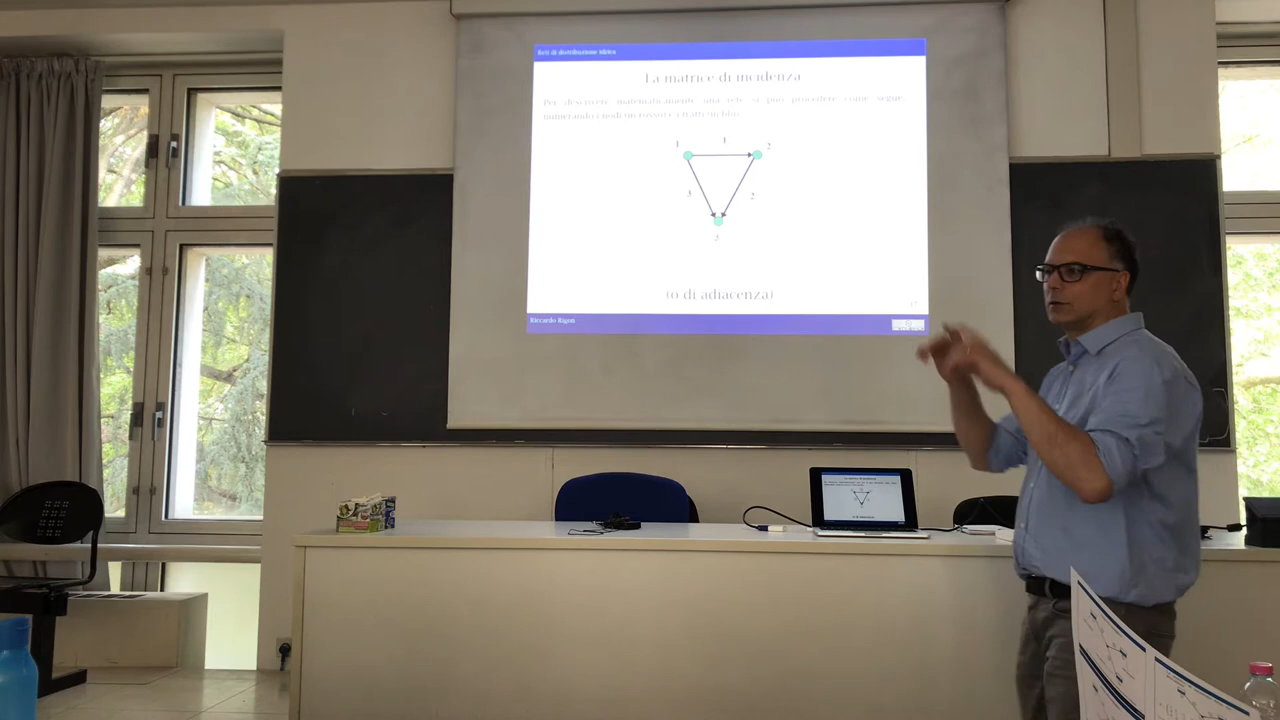 Reti di distribuzione idrica
La matrice di incidenza
Per descrivere matematicamente una rete si può procedere come segue,
numerando i nodi in rosso e i tratti in blu:
1
1
2
3
2
3
(o di adiacenza)
17
Riccardo Rigon